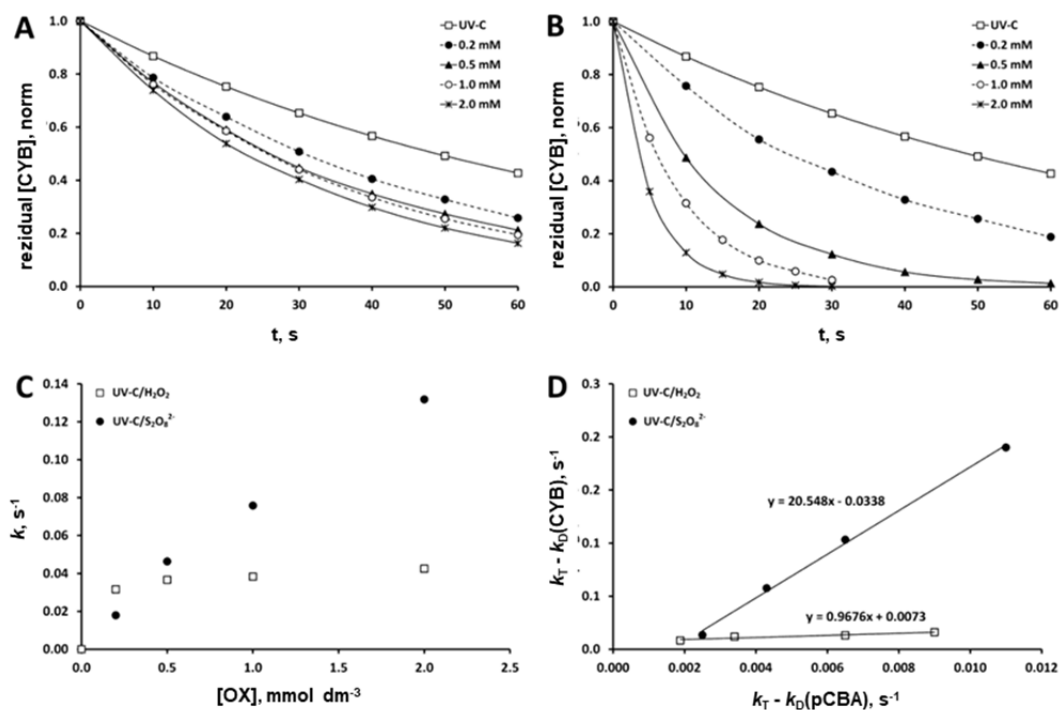 A
UV-C
0.2 mM
0.5 mM
1.0 mM
2.0 mM
rezidual [CYB], norm
1.0
0.8
0.6
0.4
0.2
0.0
0
10
20
30
40
50
60
t, s
B
UV-C
0.2 mM
0.5 mM
1.0 mM
2.0 mM
rezidual [CYB], norm
1.0
0.8
0.6
0.4
0.2
0.0
0
10
20
30
40
50
60
t, s
C
UV-C/H₂O₂
UV-C/S₂O₈²⁻
k, s⁻¹
0.14
0.12
0.10
0.08
0.06
0.04
0.02
0.00
0.0
0.5
1.0
1.5
2.0
2.5
[OX], mmol dm⁻³
D
UV-C/H₂O₂
UV-C/S₂O₈²⁻
y = 20.548x - 0.0338
y = 0.9676x + 0.0073
k_T - k_D(CYB), s⁻¹
0.3
0.2
0.2
0.1
0.1
0.0
0.000
0.002
0.004
0.006
0.008
0.010
0.012
k_T - k_D(pCBA), s⁻¹